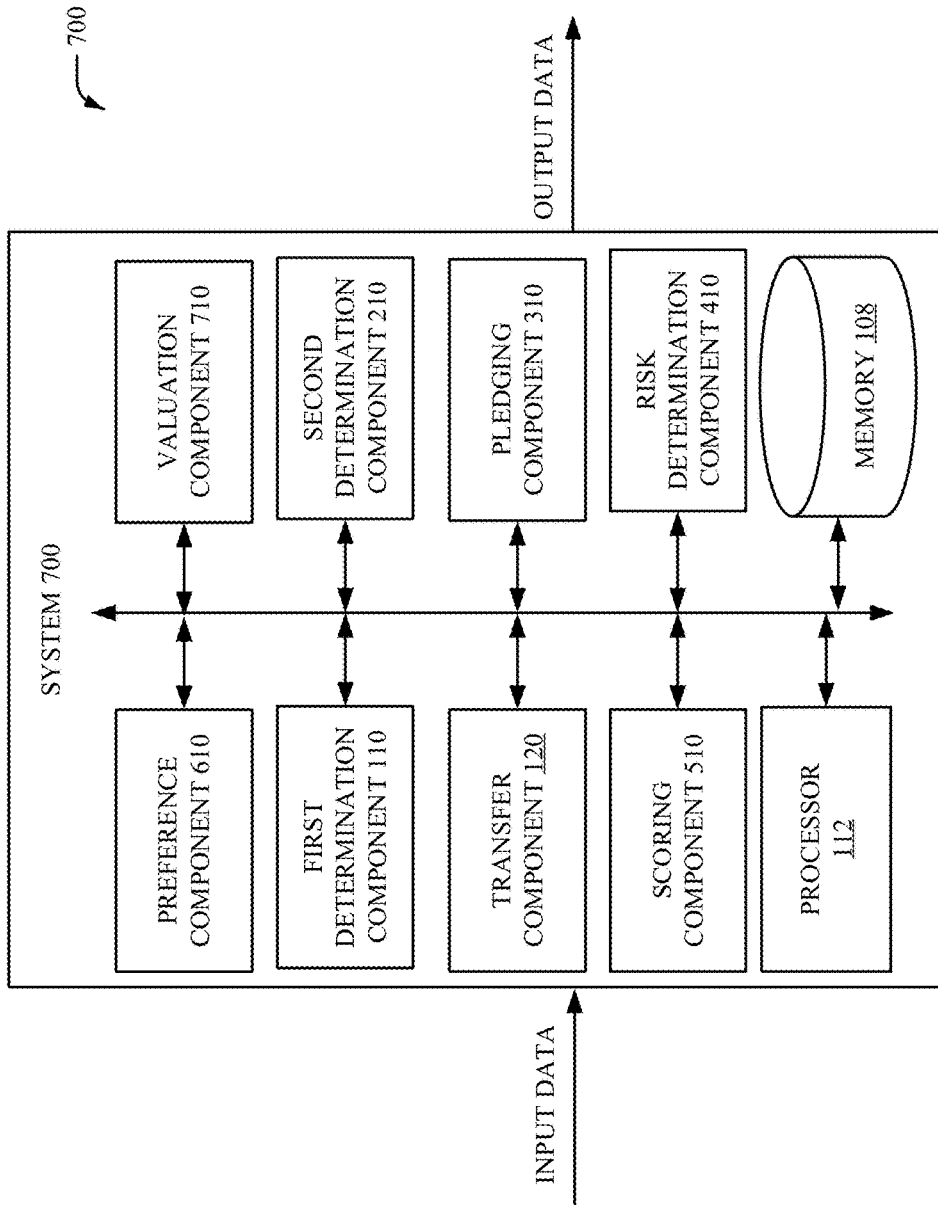 700
SYSTEM 700
PREFERENCE
COMPONENT 610
VALUATION
COMPONENT 710
FIRST
DETERMINATION
COMPONENT 110
SECOND
DETERMINATION
COMPONENT 210
TRANSFER
COMPONENT 120
PLEDGING
COMPONENT 310
SCORING
COMPONENT 510
RISK
DETERMINATION
COMPONENT 410
PROCESSOR
112
MEMORY 108
INPUT DATA
OUTPUT DATA